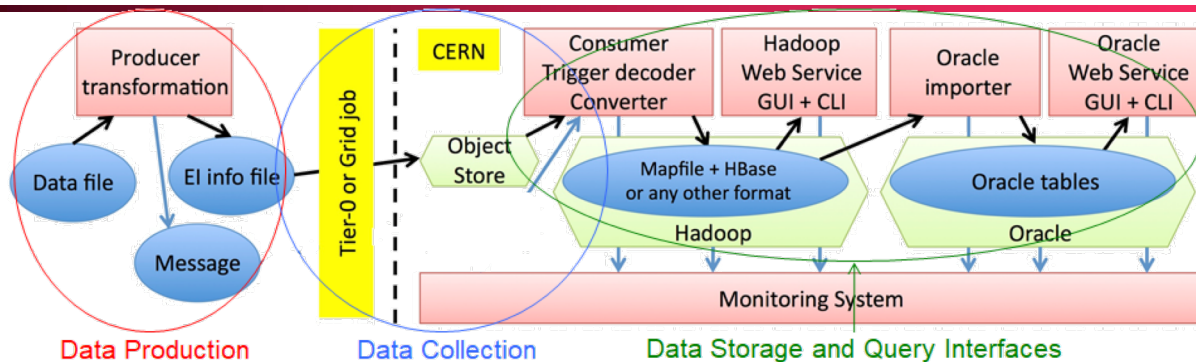 Producer
transformation
Data file
EI info file
Message
Tier-0 or Grid job
CERN
Object
Store
Consumer
Trigger decoder
Converter
Hadoop
Web Service
GUI + CLI
Oracle
importer
Oracle
Web Service
GUI + CLI
Mapfile + HBase
or any other format
Hadoop
Oracle tables
Oracle
Monitoring System
Data Production
Data Collection
Data Storage and Query Interfaces